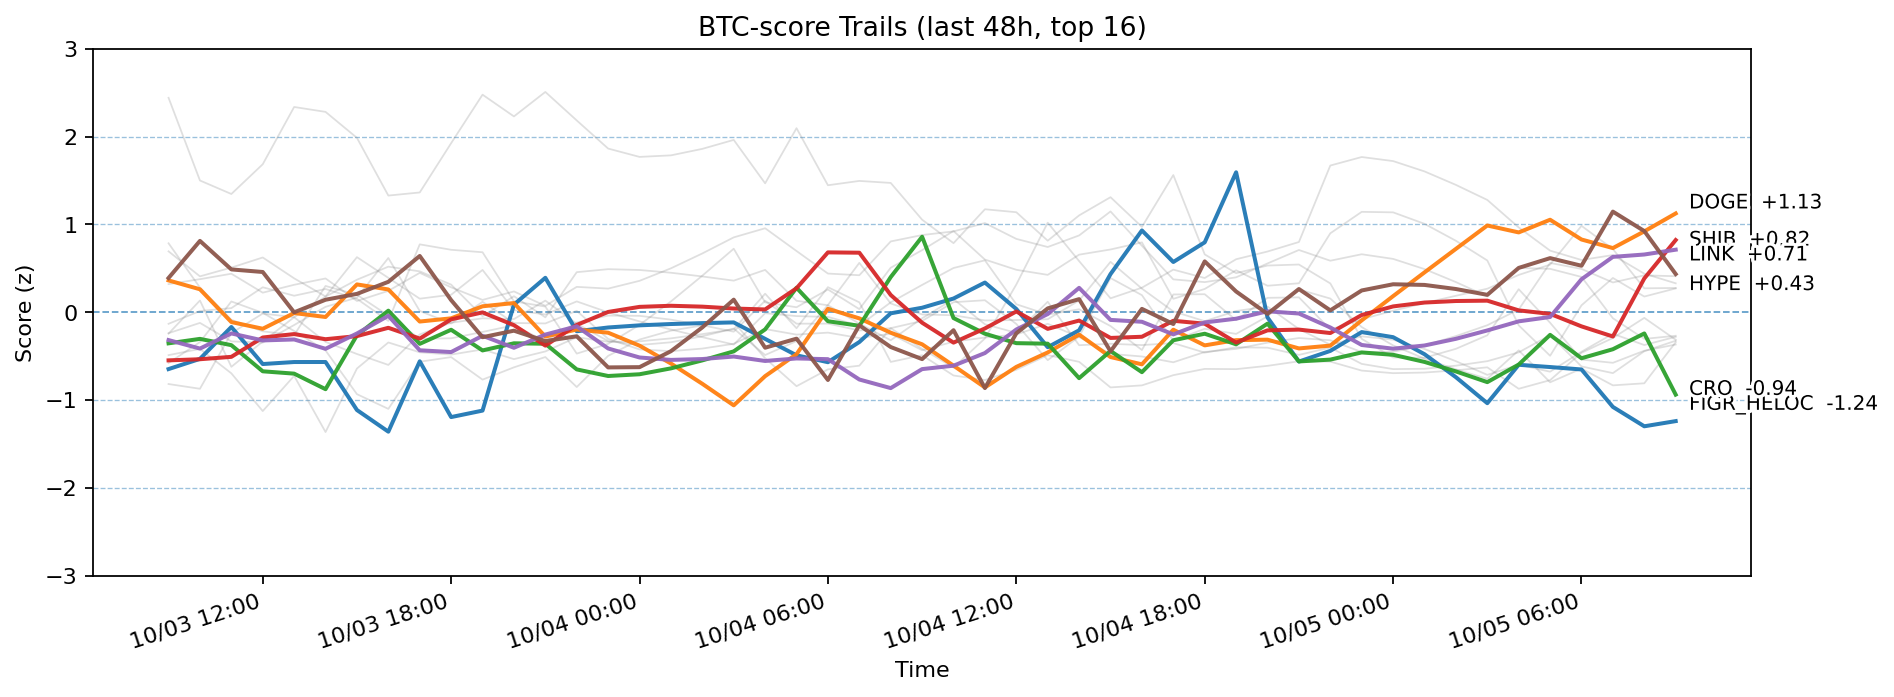 BTC-score Trails (last 48h, top 16)
Score (z)
3
2
1
0
−1
−2
−3
DOGE +1.13
SHIB +0.82
LINK +0.71
HYPE +0.43
CRO -0.94
FIGR_HELOC -1.24
10/03 12:00
10/03 18:00
10/04 00:00
10/04 06:00
10/04 12:00
10/04 18:00
10/05 00:00
10/05 06:00
Time